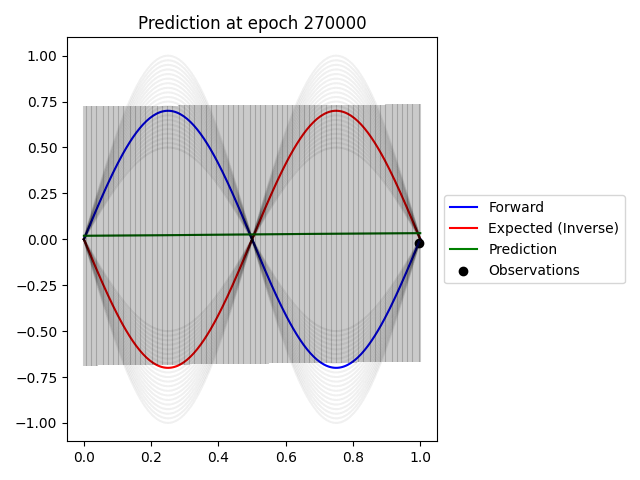 Prediction at epoch 270000
1.00
0.75
0.50
0.25
0.00
−0.25
−0.50
−0.75
−1.00
0.0 0.2 0.4 0.6 0.8 1.0
Forward
Expected (Inverse)
Prediction
Observations